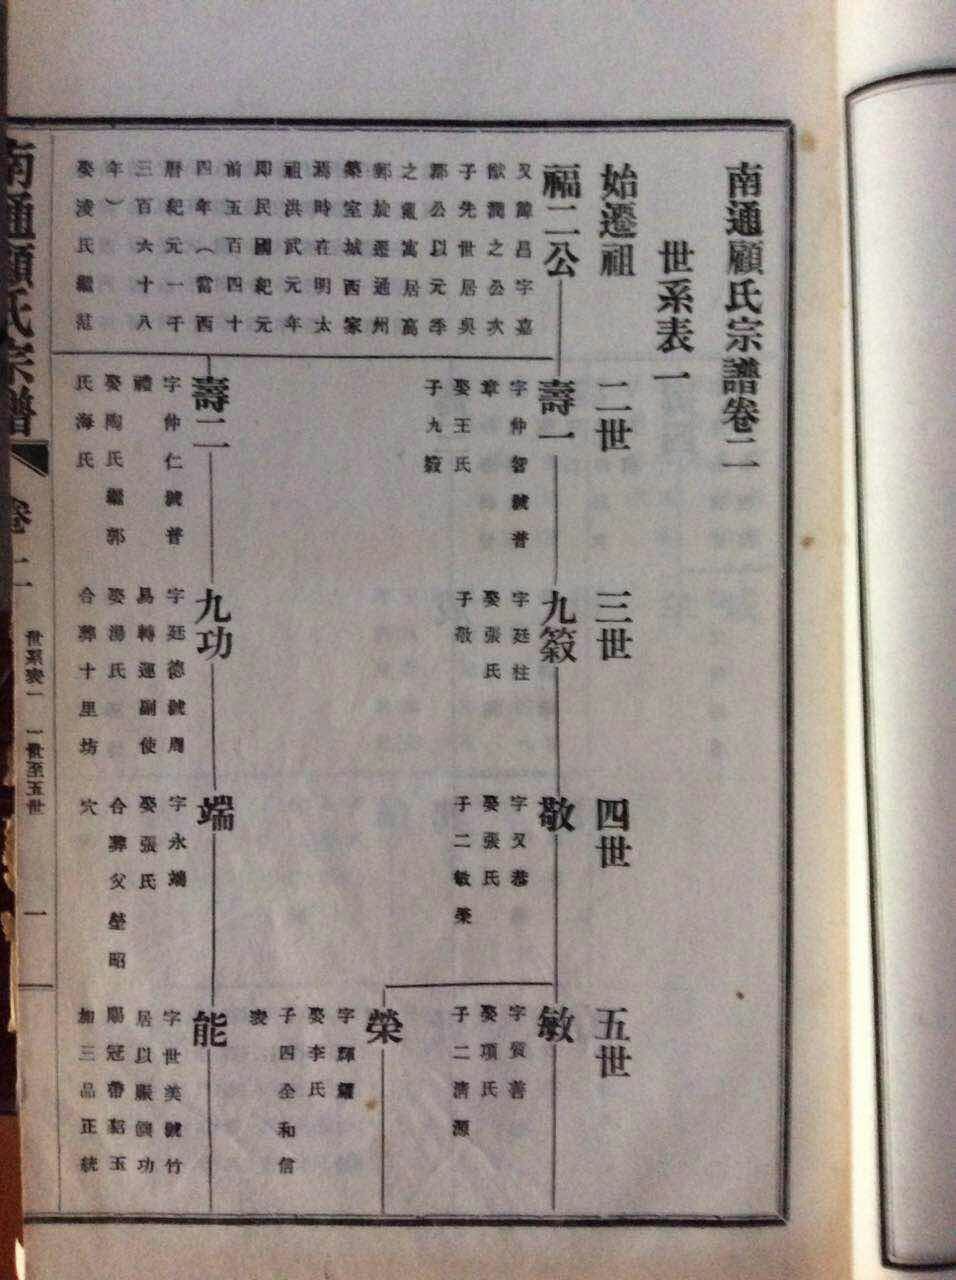 南通顧氏宗譜卷二
世系表一
始遷祖
二世
三世
四世
五世
福二公
又諱昌字嘉
猷潤之公次
子先世居吳
郡公以元季
之亂寓居高
郵於遷通州
築室城西家
焉時在明太
祖洪武元年
即民國紀元
前五百四十
四年（當西
曆紀元一千
三百六十八
年）
娶凌氏繼范
壽一
字仲智號普
章
娶王氏
子九簌
九簌
字廷柱
娶張氏
子敬
敬
字又恭
娶張氏
子二敏榮
敏
字質善
娶項氏
子二清源
榮
字輝耀
娶李氏
子四全和信
壽二
字仲仁號普
禮
娶陶氏繼郭
氏海氏
九功
字廷德號周
易轉運副使
娶湯氏
合葬十里坊
端
字永端
娶張氏
合葬父塋昭
穴
能
字世美號竹
居以賑饑功
賜冠帶貂玉
加三品正統
南通顧氏宗譜
卷二
世系表一
一世至五世
一